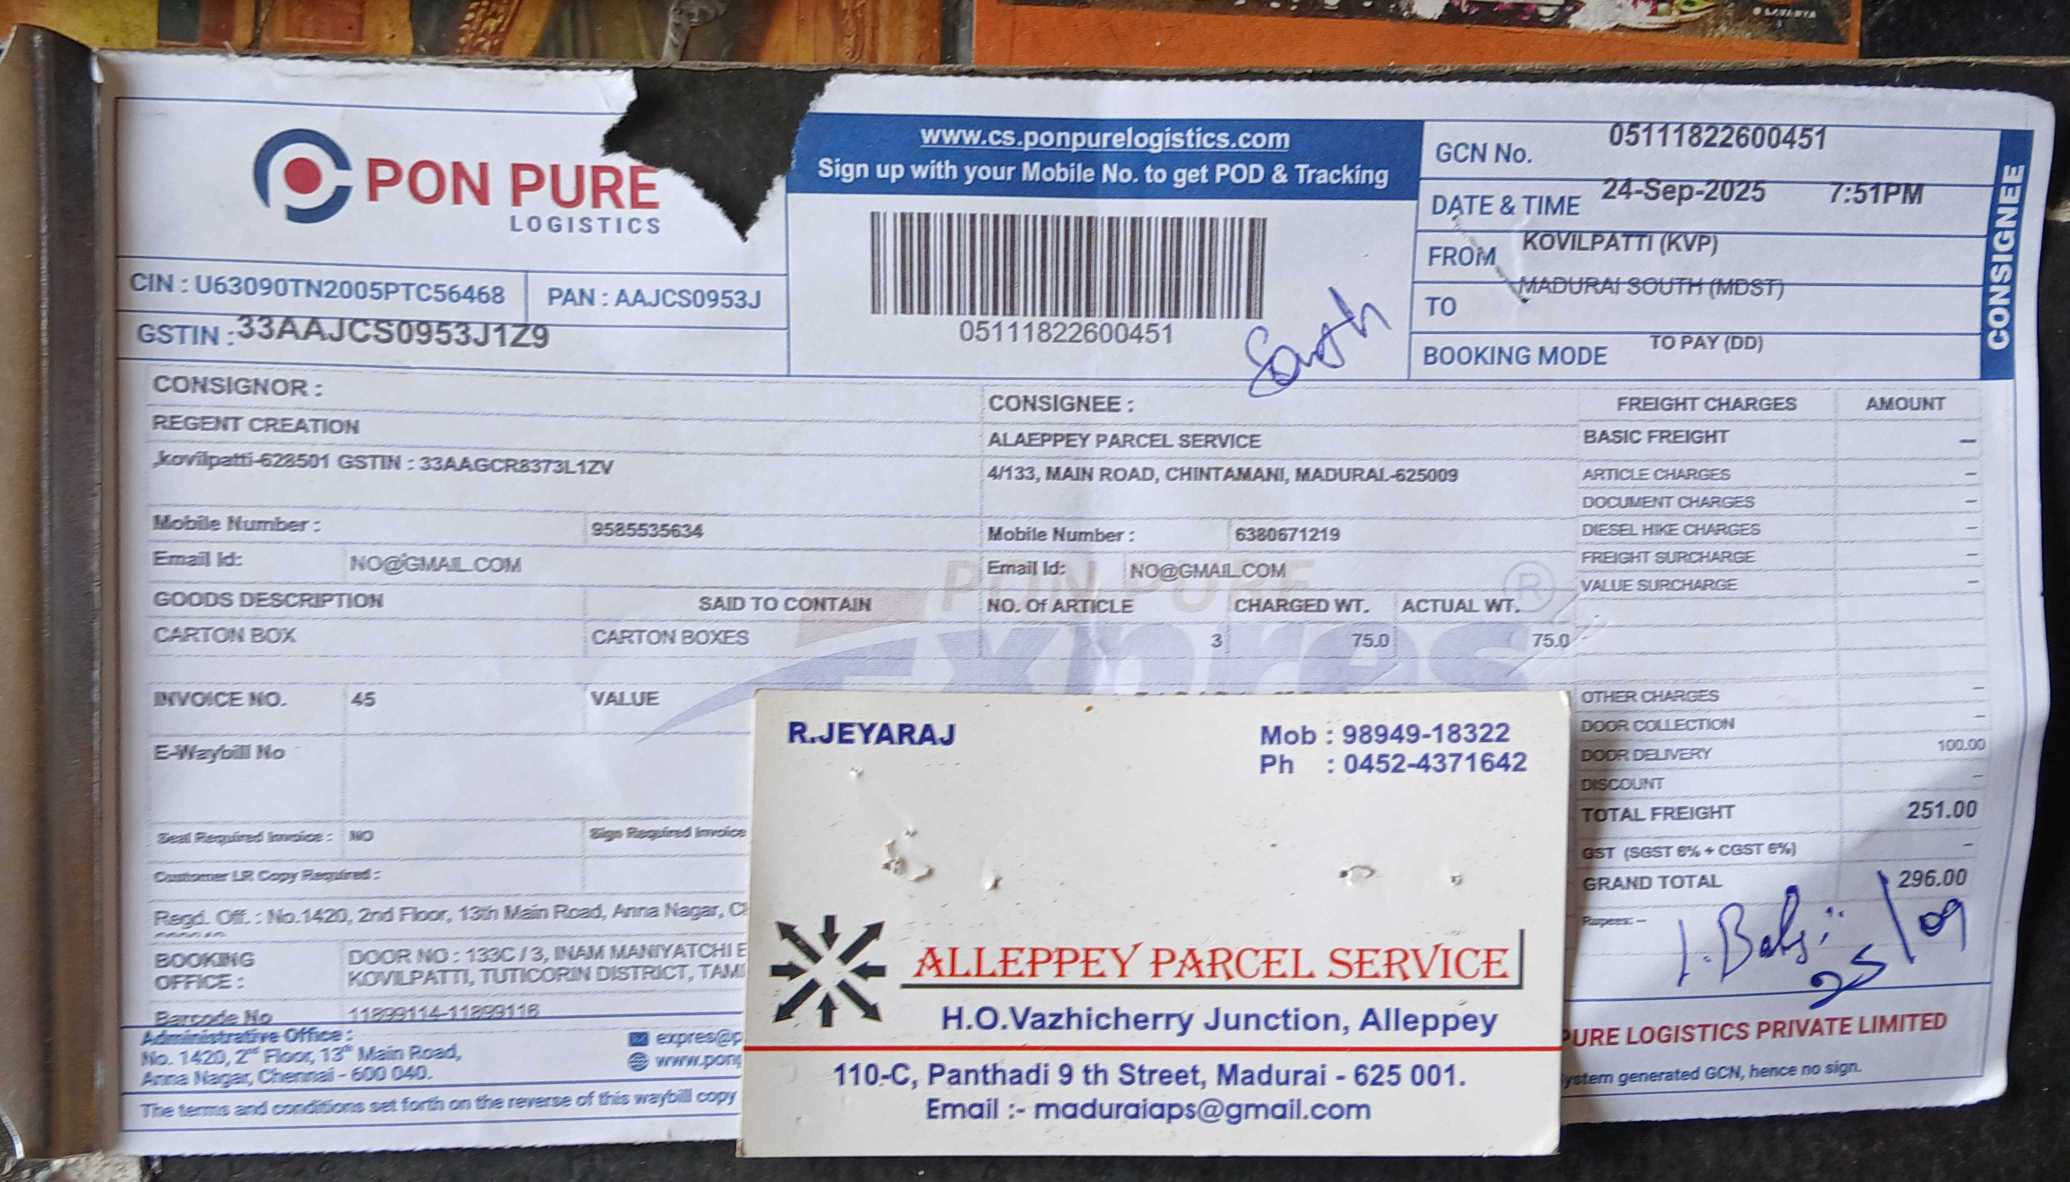 LAVANYA
PON PURE
LOGISTICS
CIN : U63090TN2005PTC56468
PAN : AAJCS0953J
GSTIN : 33AAJCS0953J1Z9
www.cs.ponpurelogistics.com
Sign up with your Mobile No. to get POD & Tracking
05111822600451
GCN No. 05111822600451
DATE & TIME 24-Sep-2025 7:51PM
FROM KOVILPATTI (KVP)
TO MADURAI SOUTH (MDST)
BOOKING MODE TO PAY (DD)
CONSIGNEE
CONSIGNOR :
REGENT CREATION
,kovilpatti-628501 GSTIN : 33AAGCR8373L1ZV
Mobile Number : 9585535634
Email Id: NO@GMAIL.COM
CONSIGNEE :
ALAEPPEY PARCEL SERVICE
4/133, MAIN ROAD, CHINTAMANI, MADURAI.-625009
Mobile Number : 6380671219
Email Id: NO@GMAIL.COM
GOODS DESCRIPTION SAID TO CONTAIN NO. Of ARTICLE CHARGED WT. ACTUAL WT.
CARTON BOX CARTON BOXES 3 75.0 75.0
PON PURE
Expres ®
INVOICE NO. 45 VALUE
E-Waybill No
Seal Required Invoice : NO Sign Required Invoice
Customer LR Copy Required :
Regd. Off. : No.1420, 2nd Floor, 13th Main Road, Anna Nagar,
BOOKING OFFICE : DOOR NO : 133C / 3, INAM MANIYATCHI
KOVILPATTI, TUTICORIN DISTRICT,
Barcode No 11899114-11899116
Administrative Office :
No. 1420, 2nd Floor, 13th Main Road,
Anna Nagar, Chennai - 600 040.
expres@p
www.pon
The terms and conditions set forth on the reverse of this waybill copy
FREIGHT CHARGES AMOUNT
BASIC FREIGHT –
ARTICLE CHARGES –
DOCUMENT CHARGES –
DIESEL HIKE CHARGES –
FREIGHT SURCHARGE –
VALUE SURCHARGE –
OTHER CHARGES –
DOOR COLLECTION –
DOOR DELIVERY 100.00
DISCOUNT –
TOTAL FREIGHT 251.00
GST (SGST 6% + CGST 6%) –
GRAND TOTAL 296.00
Rupees: –
25/09
PURE LOGISTICS PRIVATE LIMITED
system generated GCN, hence no sign.
R.JEYARAJ
Mob : 98949-18322
Ph : 0452-4371642
ALLEPPEY PARCEL SERVICE
H.O.Vazhicherry Junction, Alleppey
110-C, Panthadi 9 th Street, Madurai - 625 001.
Email :- maduraiaps@gmail.com